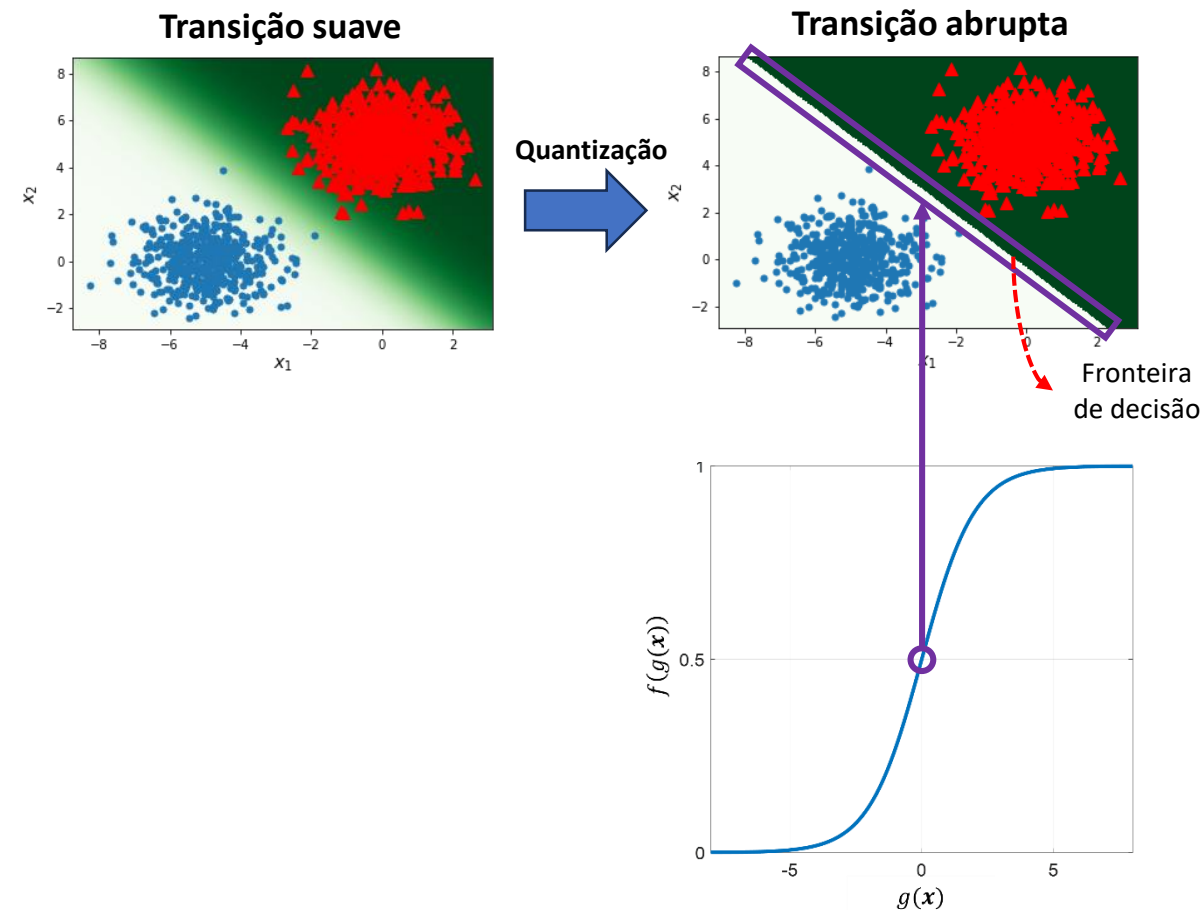 Transição suave
Transição abrupta
8
6
4
2
0
−2
−8
−6
−4
−2
0
2
x₂
x₁
Quantização
8
6
4
2
0
−2
−8
−6
−4
−2
0
2
x₂
x₁
Fronteira
de decisão
1
0.5
0
-5
0
5
f(g(x))
g(x)